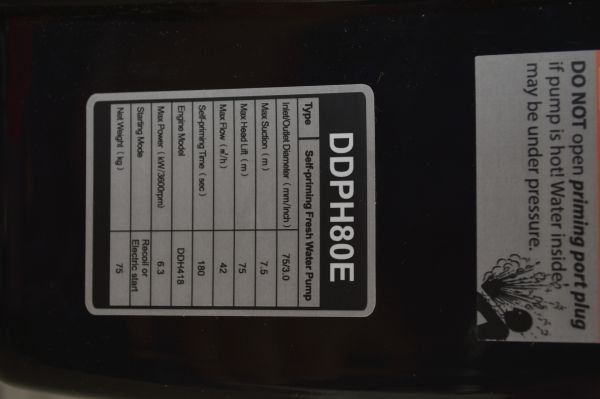 DO NOT open priming port plug
if pump is hot! Water inside
may be under pressure.
DDPH80E
Type Self-priming Fresh Water Pump
Inlet/Outlet Diameter (mm/Inch) 75/3.0
Max Suction (m) 7.5
Max Head Lift (m) 75
Max Flow (m³/h) 42
Self-priming Time (sec) 180
Engine Model DDH418
Max Power (kW/3600rpm) 6.3
Starting Mode Recoil or
Electric start
Net Weight (kg) 75